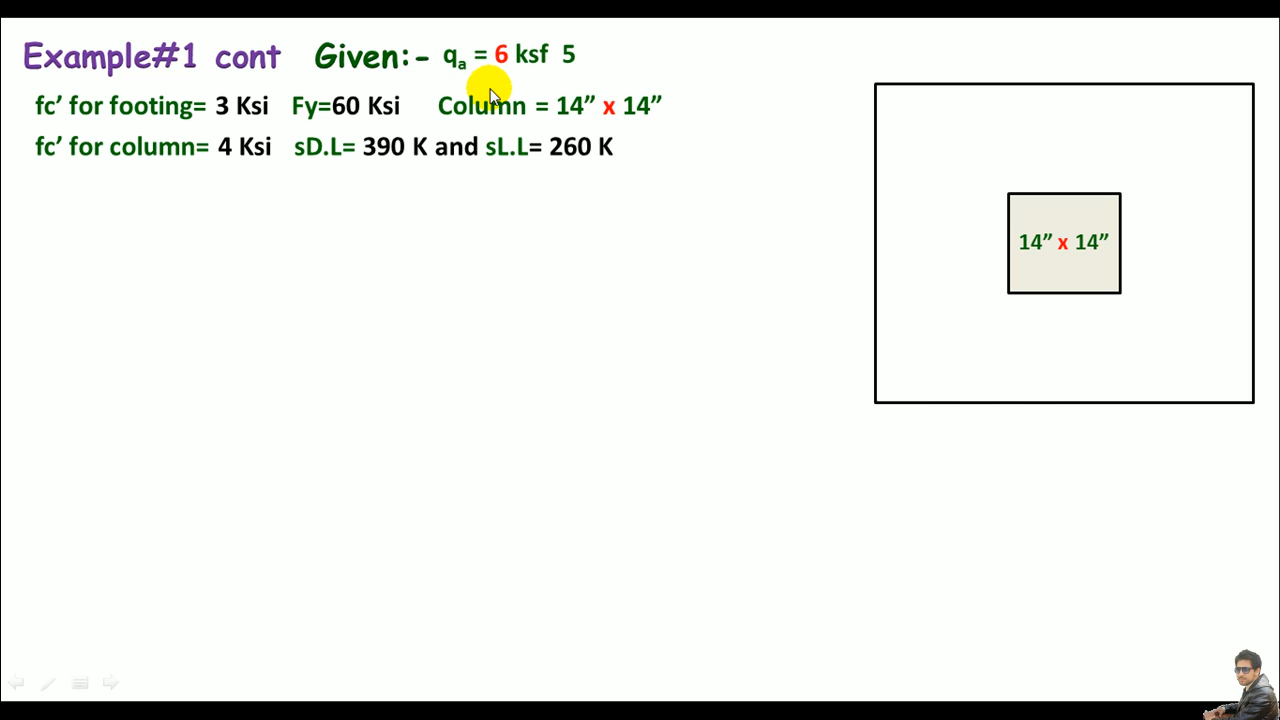 Example#1 cont Given:- qa = 6 ksf 5
fc’ for footing= 3 Ksi Fy=60 Ksi Column = 14” x 14”
fc’ for column= 4 Ksi sD.L= 390 K and sL.L= 260 K
14” x 14”